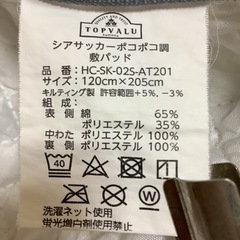 QUALITY AND TRUST
TOPVALU
シアサッカーポコポコ調
敷パッド
品番:HC-SK-02S-AT201
サイズ:120cm×205cm
キルティング製 許容範囲+5%、-3%
組成:
表側 綿 65%
ポリエステル 35%
中わた ポリエステル 100%
裏側 ポリエステル 100%
40
洗濯ネット使用
蛍光増白剤の使用禁止